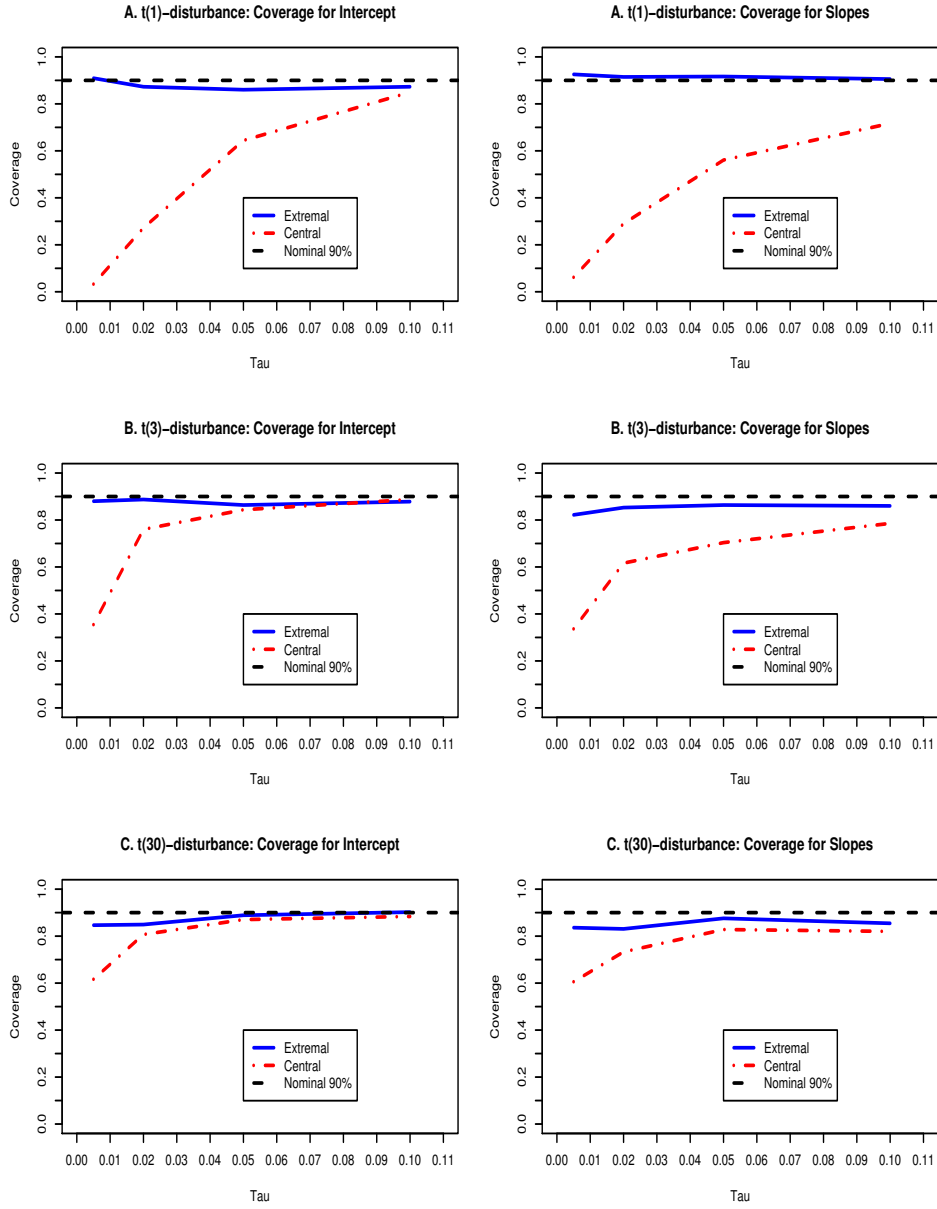 A. t(1)−disturbance: Coverage for Intercept
Coverage
0.0 0.2 0.4 0.6 0.8 1.0
Extremal
Central
Nominal 90%
0.00 0.01 0.02 0.03 0.04 0.05 0.06 0.07 0.08 0.09 0.10 0.11
Tau
A. t(1)−disturbance: Coverage for Slopes
Coverage
0.0 0.2 0.4 0.6 0.8 1.0
Extremal
Central
Nominal 90%
0.00 0.01 0.02 0.03 0.04 0.05 0.06 0.07 0.08 0.09 0.10 0.11
Tau
B. t(3)−disturbance: Coverage for Intercept
Coverage
0.0 0.2 0.4 0.6 0.8 1.0
Extremal
Central
Nominal 90%
0.00 0.01 0.02 0.03 0.04 0.05 0.06 0.07 0.08 0.09 0.10 0.11
Tau
B. t(3)−disturbance: Coverage for Slopes
Coverage
0.0 0.2 0.4 0.6 0.8 1.0
Extremal
Central
Nominal 90%
0.00 0.01 0.02 0.03 0.04 0.05 0.06 0.07 0.08 0.09 0.10 0.11
Tau
C. t(30)−disturbance: Coverage for Intercept
Coverage
0.0 0.2 0.4 0.6 0.8 1.0
Extremal
Central
Nominal 90%
0.00 0.01 0.02 0.03 0.04 0.05 0.06 0.07 0.08 0.09 0.10 0.11
Tau
C. t(30)−disturbance: Coverage for Slopes
Coverage
0.0 0.2 0.4 0.6 0.8 1.0
Extremal
Central
Nominal 90%
0.00 0.01 0.02 0.03 0.04 0.05 0.06 0.07 0.08 0.09 0.10 0.11
Tau